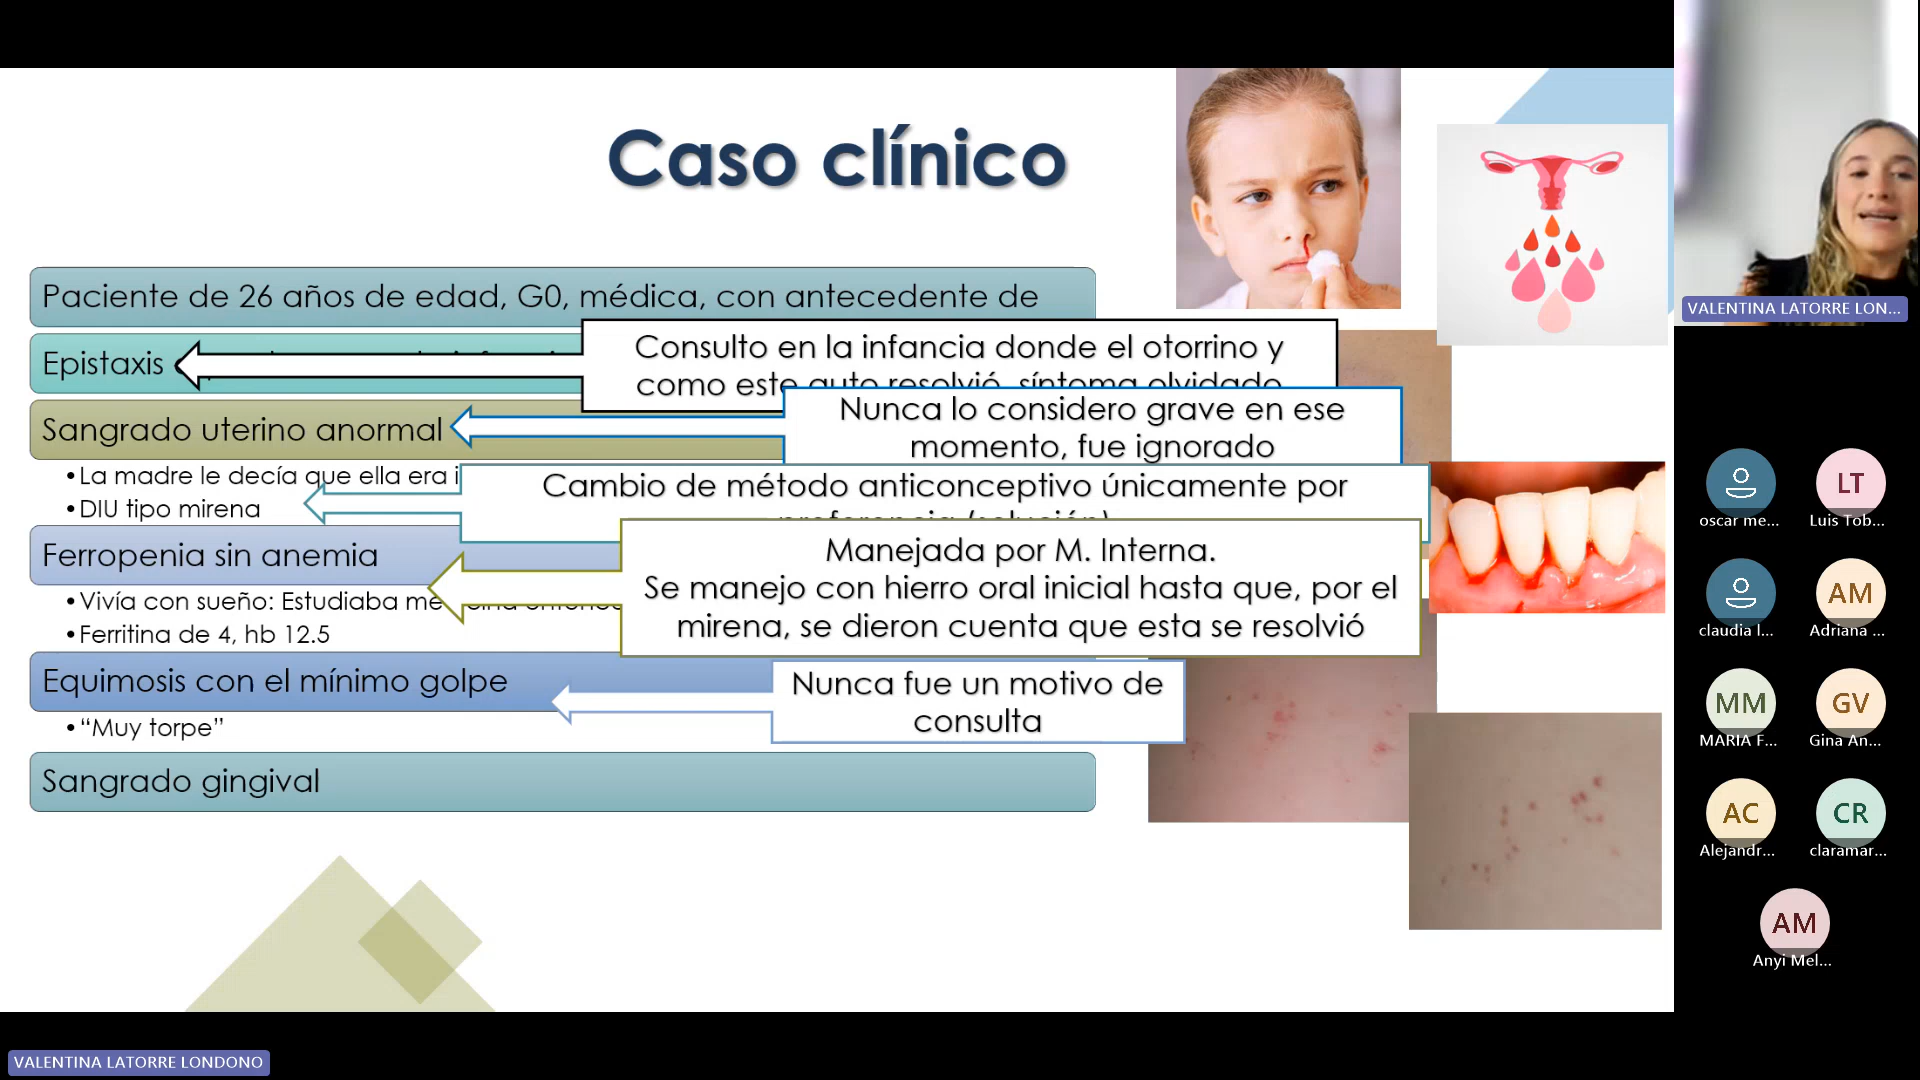 Caso clínico
Paciente de 26 años de edad, G0, médica, con antecedente de
Epistaxis
Consulto en la infancia donde el otorrino y
como este auto resolvió, síntoma olvidado
Sangrado uterino anormal
Nunca lo considero grave en ese
momento, fue ignorado
•La madre le decía que ella era i
•DIU tipo mirena
Cambio de método anticonceptivo únicamente por
preferencia (solución)
Ferropenia sin anemia
Manejada por M. Interna.
Se manejo con hierro oral inicial hasta que, por el
mirena, se dieron cuenta que esta se resolvió
•Vivía con sueño: Estudiaba
•Ferritina de 4, hb 12.5
Equimosis con el mínimo golpe
Nunca fue un motivo de
consulta
•“Muy torpe”
Sangrado gingival
VALENTINA LATORRE LON...
oscar me...
LT
Luis Tob...
claudia l...
AM
Adriana ...
MM
MARIA F...
GV
Gina An...
AC
Alejandr...
CR
claramar...
AM
Anyi Mel...
VALENTINA LATORRE LONDONO